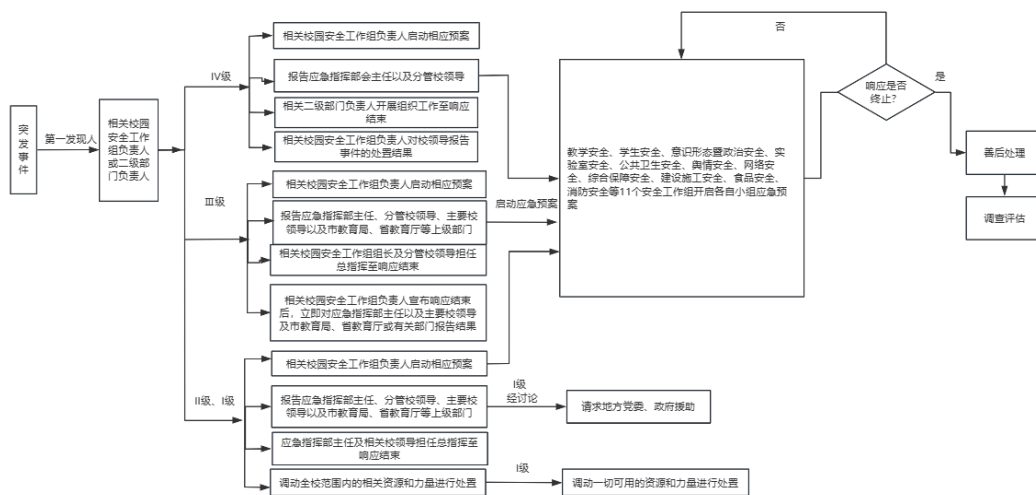 突发事件
第一发现人
相关校园
安全工作
组负责人
或二级部
门负责人
IV级
相关校园安全工作组负责人启动相应预案
报告应急指挥部会主任以及分管校领导
相关二级部门负责人开展组织工作至响应
结束
相关校园安全工作组负责人对校领导报告
事件的处置结果
III级
相关校园安全工作组负责人启动相应预案
报告应急指挥部主任、分管校领导、主要校
领导以及市教育局、省教育厅等上级部门
相关校园安全工作组组长及分管校领导担任
总指挥至响应结束
相关校园安全工作组负责人宣布响应结束
后，立即对应急指挥部主任以及主要校领导
及市教育局、省教育厅或有关部门报告结果
II级、I级
相关校园安全工作组负责人启动相应预案
报告应急指挥部主任、分管校领导、主要校
领导以及市教育局、省教育厅等上级部门
应急指挥部主任及相关校领导担任总指挥至
响应结束
调动全校范围内的相关资源和力量进行处置
启动应急预案
I级
经讨论
请求地方党委、政府援助
I级
调动一切可用的资源和力量进行处置
教学安全、学生安全、意识形态暨政治安全、实
验室安全、公共卫生安全、舆情安全、网络安
全、综合保障安全、建设施工安全、食品安全、
消防安全等11个安全工作组开启各自小组应急预
案
否
响应是否
终止？
是
善后处理
调查评估